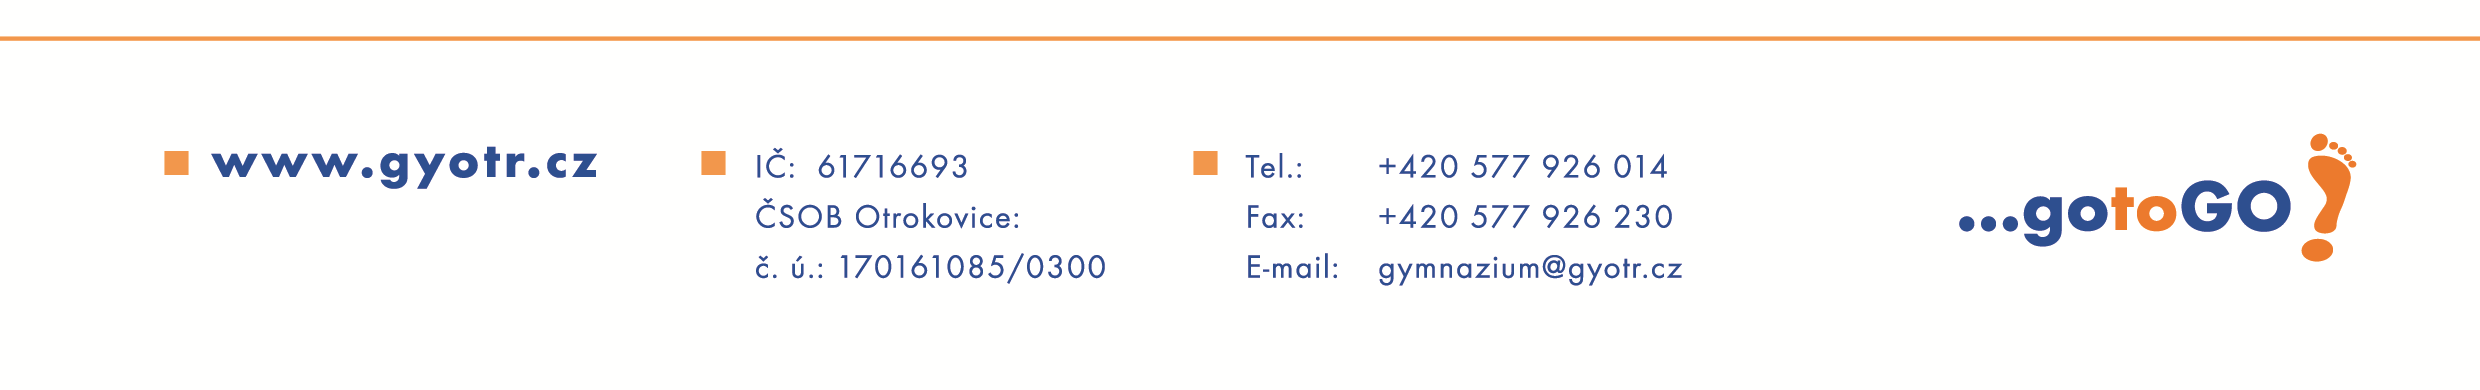 www.gyotr.cz
IČ: 61716693
ČSOB Otrokovice:
č. ú.: 170161085/0300
Tel.: +420 577 926 014
Fax: +420 577 926 230
E-mail: gymnazium@gyotr.cz
...gotoGO!